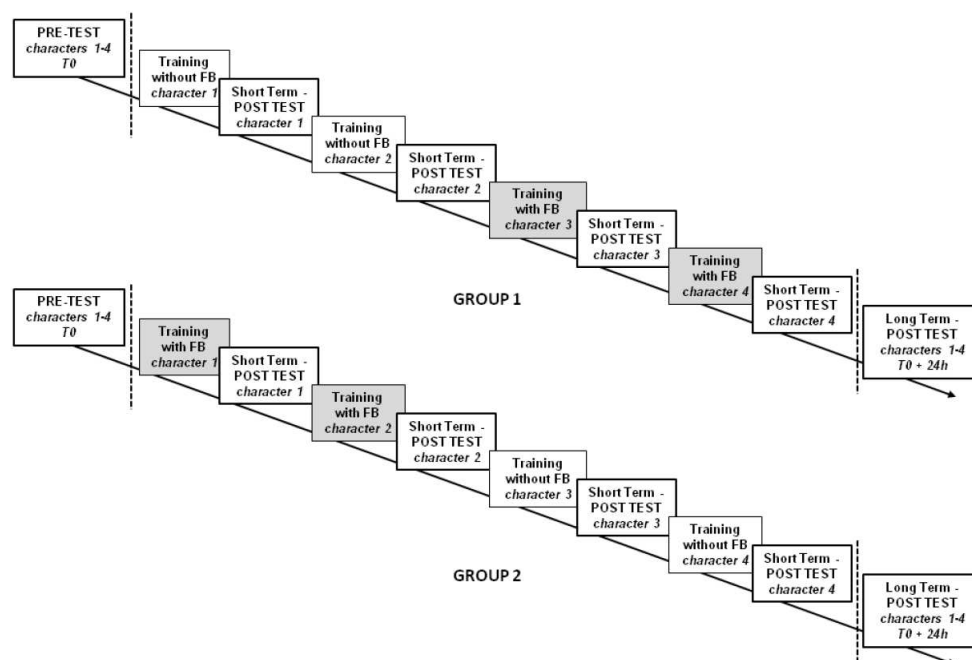 PRE-TEST
characters 1-4
T0
Training
without FB
character 1
Short Term -
POST TEST
character 1
Training
without FB
character 2
Short Term -
POST TEST
character 2
Training
with FB
character 3
Short Term -
POST TEST
character 3
Training
with FB
character 4
Short Term -
POST TEST
character 4
Long Term -
POST TEST
characters 1-4
T0 + 24h
GROUP 1
PRE-TEST
characters 1-4
T0
Training
with FB
character 1
Short Term -
POST TEST
character 1
Training
with FB
character 2
Short Term -
POST TEST
character 2
Training
without FB
character 3
Short Term -
POST TEST
character 3
Training
without FB
character 4
Short Term -
POST TEST
character 4
Long Term -
POST TEST
characters 1-4
T0 + 24h
GROUP 2